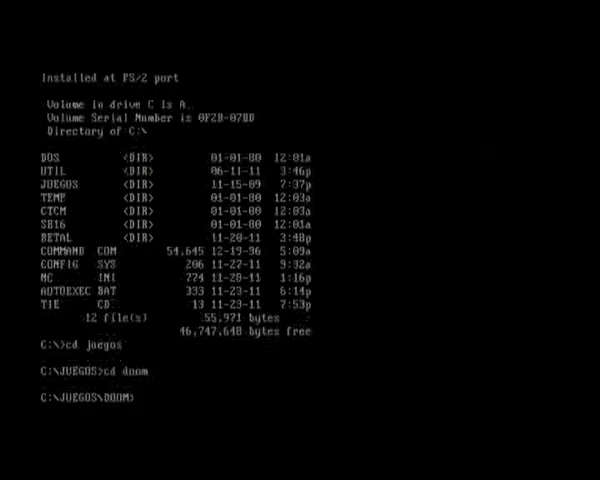 Installed at PS/2 port
Volume in drive C is A..
Volume Serial Number is 0F2B-07BD
Directory of C:\
DOS <DIR> 01-01-80 12:01a
UTIL <DIR> 06-11-11 3:46p
JUEGOS <DIR> 11-15-09 7:37p
TEMP <DIR> 01-01-80 12:03a
CTCM <DIR> 01-01-80 12:03a
SB16 <DIR> 01-01-80 12:01a
BETAL <DIR> 11-20-11 3:48p
COMMAND COM 54,645 12-19-96 5:09a
CONFIG SYS 206 11-27-11 9:32a
NC INI 774 12-20-11 1:16p
AUTOEXEC BAT 333 11-23-11 6:14p
TIE CD 13 11-23-11 7:53p
12 file(s) 55,971 bytes
46,747,648 bytes free
C:\>cd juegos
C:\JUEGOS>cd doom
C:\JUEGOS\DOOM>